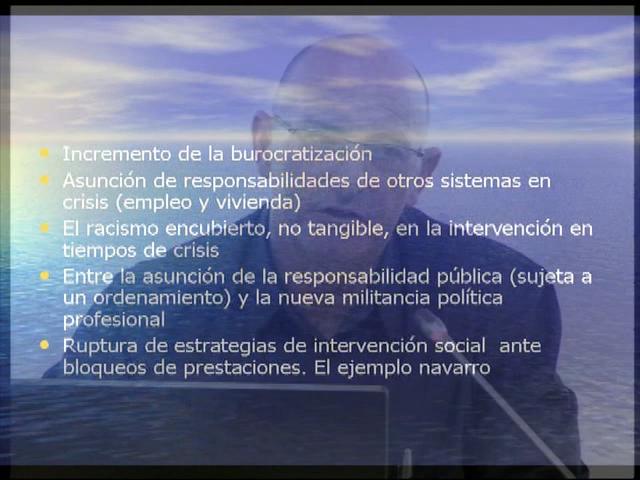 Incremento de la burocratización
Asunción de responsabilidades de otros sistemas en
crisis (empleo y vivienda)
El racismo encubierto, no tangible, en la intervención en
tiempos de crisis
Entre la asunción de la responsabilidad pública (sujeta a
un ordenamiento) y la nueva militancia política
profesional
Ruptura de estrategias de intervención social ante
bloqueos de prestaciones. El ejemplo navarro